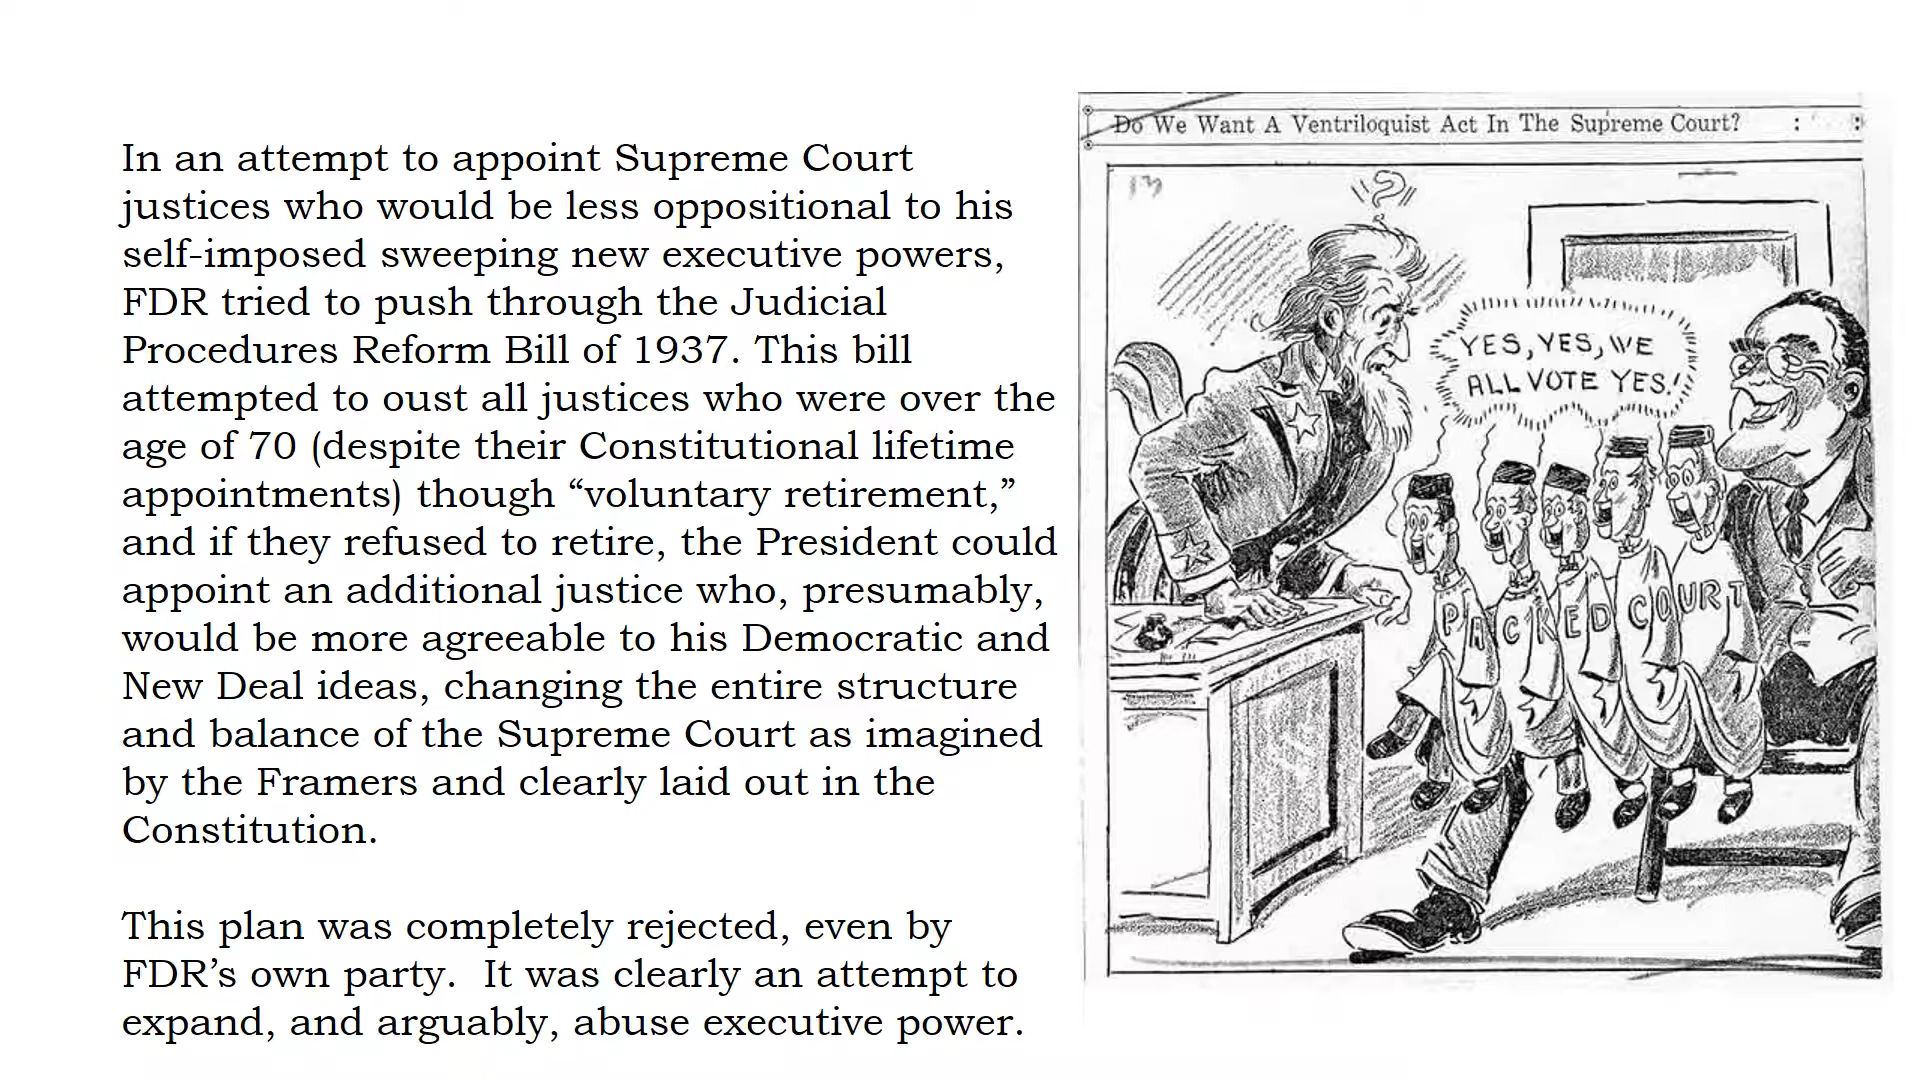 In an attempt to appoint Supreme Court
justices who would be less oppositional to his
self-imposed sweeping new executive powers,
FDR tried to push through the Judicial
Procedures Reform Bill of 1937. This bill
attempted to oust all justices who were over the
age of 70 (despite their Constitutional lifetime
appointments) though “voluntary retirement,”
and if they refused to retire, the President could
appoint an additional justice who, presumably,
would be more agreeable to his Democratic and
New Deal ideas, changing the entire structure
and balance of the Supreme Court as imagined
by the Framers and clearly laid out in the
Constitution.
This plan was completely rejected, even by
FDR’s own party.  It was clearly an attempt to
expand, and arguably, abuse executive power.
Do We Want A Ventriloquist Act In The Supreme Court?
?
YES, YES, WE
ALL VOTE YES!
PACKED COURT